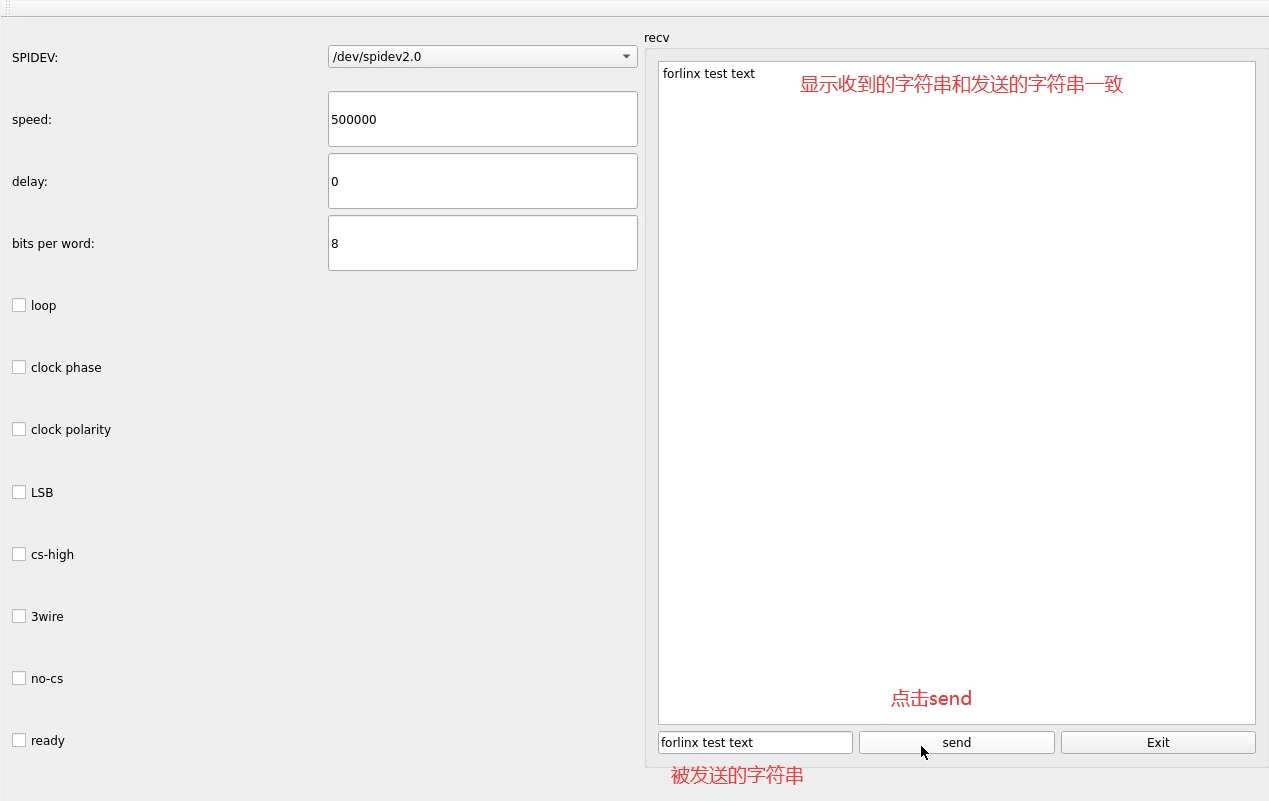 SPIDEV:
/dev/spidev2.0
speed:
500000
delay:
0
bits per word:
8
loop
clock phase
clock polarity
LSB
cs-high
3wire
no-cs
ready
recv
forlinx test text
显示收到的字符串和发送的字符串一致
点击send
forlinx test text
send
Exit
被发送的字符串